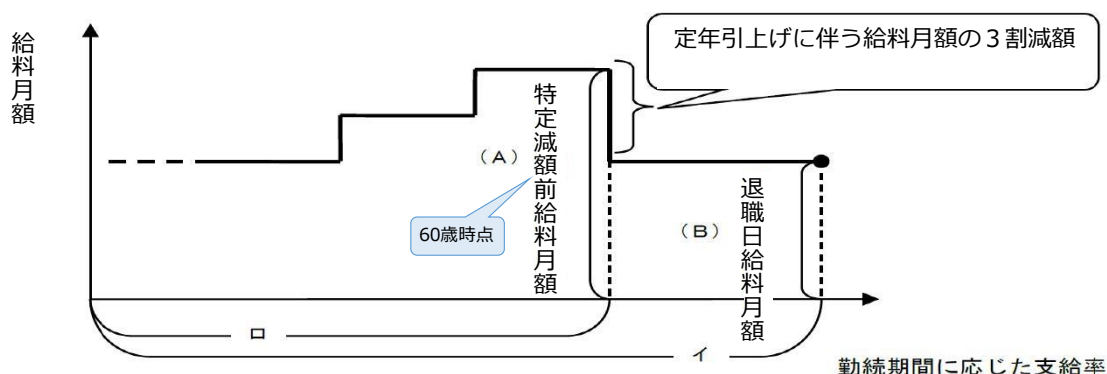 給料月額
定年引上げに伴う給料月額の３割減額
特定減額前給料月額
（Ａ）
60歳時点
退職日給料月額
（Ｂ）
ロ
イ
勤続期間に応じた支給率